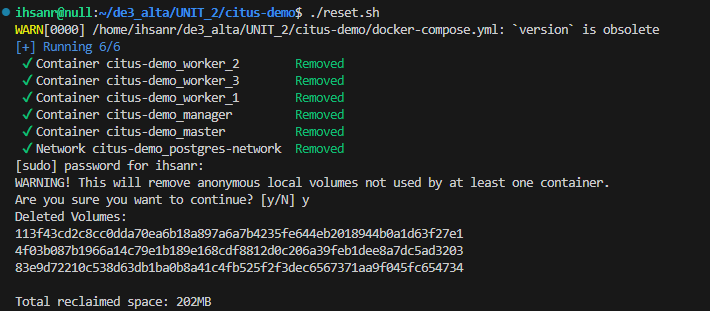 ihsanr@null:~/de3_alta/UNIT_2/citus-demo$ ./reset.sh
WARN[0000] /home/ihsanr/de3_alta/UNIT_2/citus-demo/docker-compose.yml: `version` is obsolete
[+] Running 6/6
✔ Container citus-demo_worker_2 Removed
✔ Container citus-demo_worker_3 Removed
✔ Container citus-demo_worker_1 Removed
✔ Container citus-demo_manager Removed
✔ Container citus-demo_master Removed
✔ Network citus-demo_postgres-network Removed
[sudo] password for ihsanr:
WARNING! This will remove anonymous local volumes not used by at least one container.
Are you sure you want to continue? [y/N] y
Deleted Volumes:
113f43cd2c8cc0dda70ea6b18a897a6a7b4235fe644eb2018944b0a1d63f27e1
4f03b087b1966a14c79e1b189e168cdf8812d0c206a39feb1dee8a7dc5ad3203
83e9d72210c538d63db1ba0b8a41c4fb525f2f3dec6567371aa9f045fc654734
Total reclaimed space: 202MB